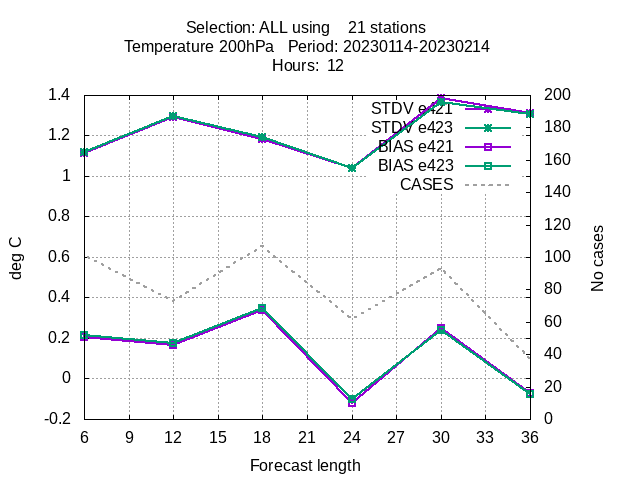 Selection: ALL using 21 stations
Temperature 200hPa Period: 20230114-20230214
Hours: 12
1.4
1.2
1
0.8
0.6
0.4
0.2
0
-0.2
deg C
200
180
160
140
120
100
80
60
40
20
0
No cases
STDV e421
STDV e423
BIAS e421
BIAS e423
CASES
6 9 12 15 18 21 24 27 30 33 36
Forecast length